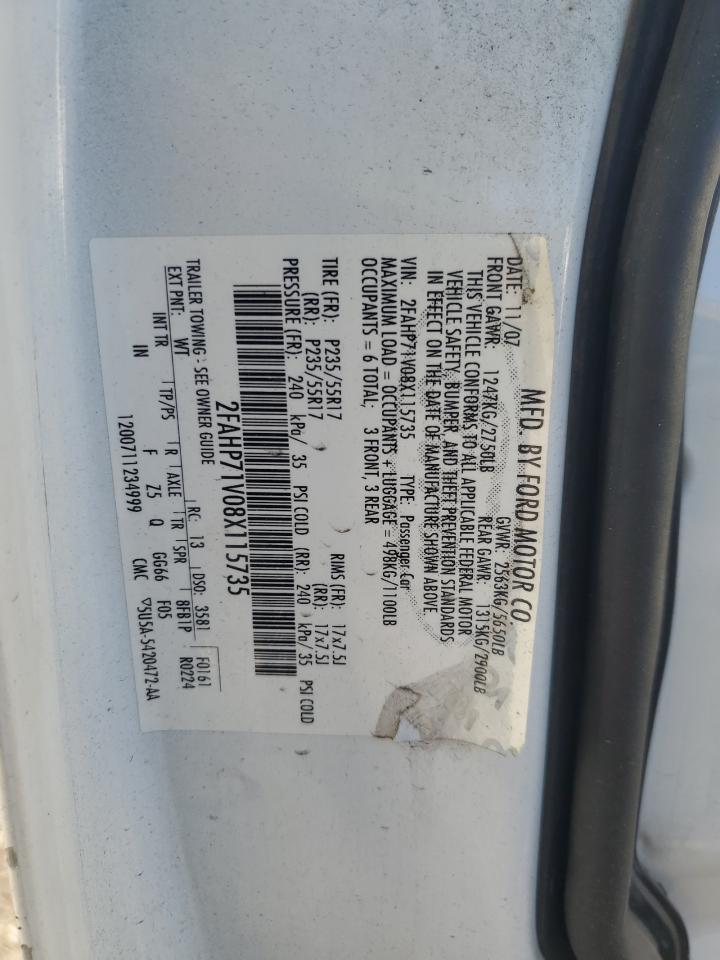 MFD. BY FORD MOTOR CO.
DATE: 11/07 GVWR: 2563KG/5650LB
FRONT GAWR: 1247KG/2750LB REAR GAWR: 1315KG/2900LB
THIS VEHICLE CONFORMS TO ALL APPLICABLE FEDERAL MOTOR
VEHICLE SAFETY, BUMPER, AND THEFT PREVENTION STANDARDS
IN EFFECT ON THE DATE OF MANUFACTURE SHOWN ABOVE.
VIN: 2FAHP71V08X115735 TYPE: Passenger Car
MAXIMUM LOAD = OCCUPANTS + LUGGAGE = 498KG/1100LB
OCCUPANTS = 6 TOTAL; 3 FRONT, 3 REAR
TIRE (FR): P235/55R17 RIMS (FR): 17x7.5J
(RR): P235/55R17 (RR): 17x7.5J
PRESSURE (FR): 240 kPa/ 35 PSI COLD (RR): 240 kPa/35 PSI COLD
2FAHP71V08X115735
TRAILER TOWING - SEE OWNER GUIDE
EXT PNT: WT RC: 13 DSO: 3581 F0161
R0224
INT TR TP/PS R AXLE TR SPR 8FB1P
IN F Z5 Q GG66 F05
1200711234999 CMC ▽5U5A-5420472-AA